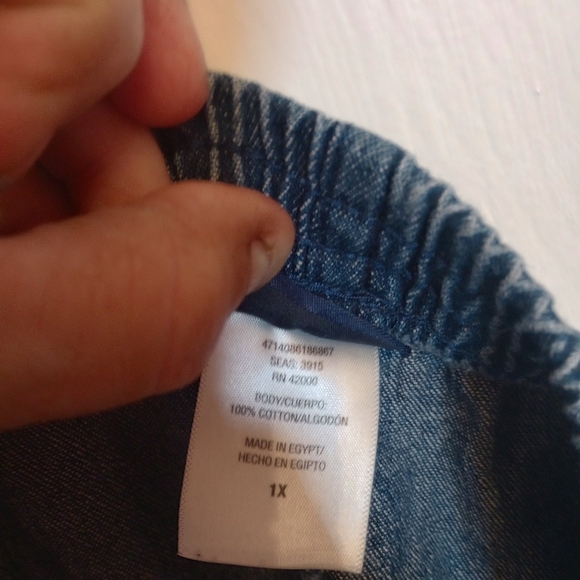 4714086186867
SEAS: 3915
RN 42000
BODY/CUERPO:
100% COTTON/ALGODÓN
MADE IN EGYPT/
HECHO EN EGIPTO
1X